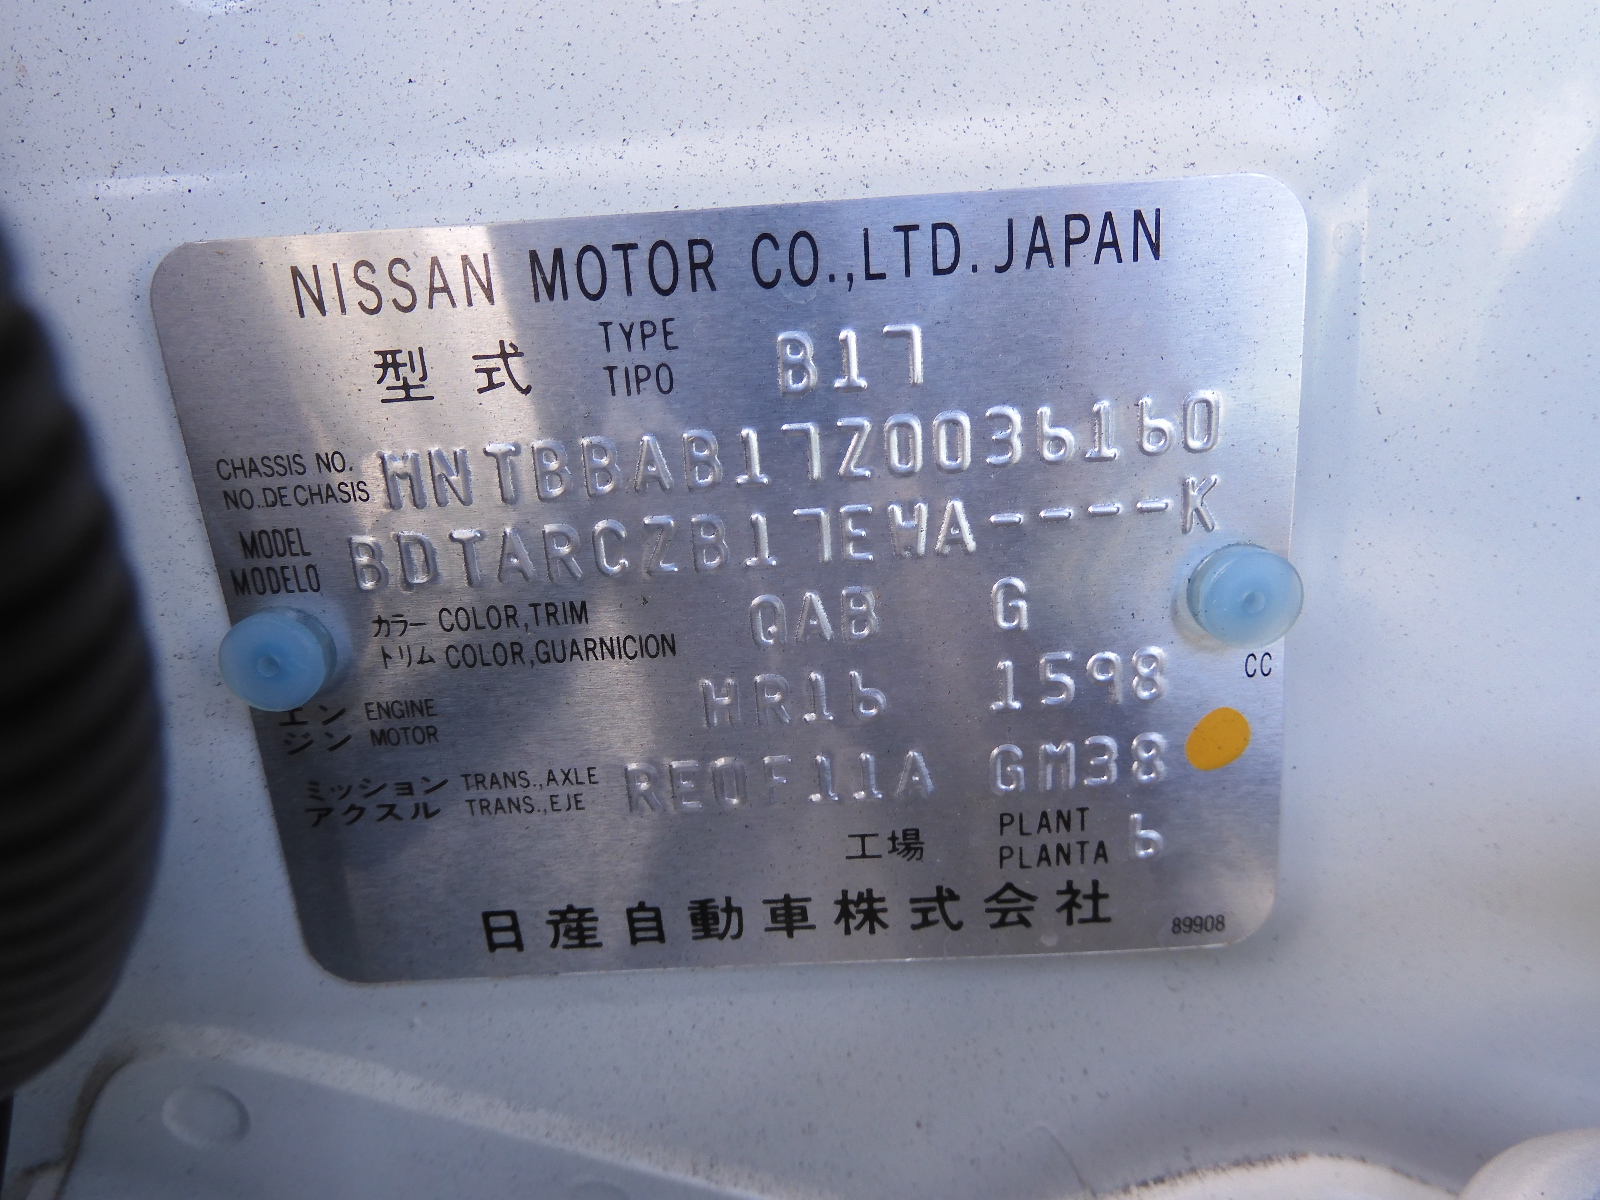 NISSAN MOTOR CO.,LTD. JAPAN
型式 TYPE TIPO B17
CHASSIS NO. NO. DE CHASIS MNTBBAB17Z0036160
MODEL MODELO BDTARCZB17EWA----K
カラー COLOR,TRIM QAB G
トリム COLOR,GUARNICION
エンジン ENGINE MOTOR HR16 1598 CC
ミッション TRANS.,AXLE RE0F11A GM38
アクスル TRANS.,EJE
工場 PLANT PLANTA 6
日産自動車株式会社 89908